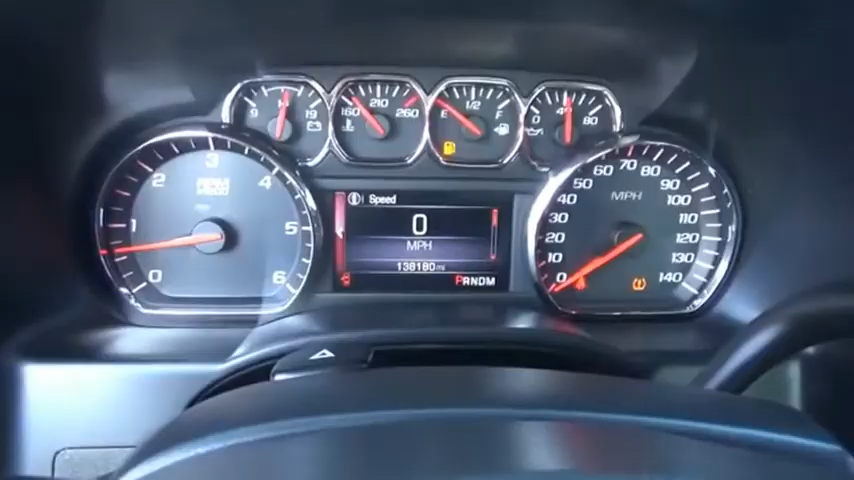 9 19
160 210 260
E 1/2 F
0 40 80
0 1 2 3 4 5 6
Speed
0
MPH
138180 mi
PRNDM
MPH
0 10 20 30 40 50 60 70 80 90 100 110 120 130 140